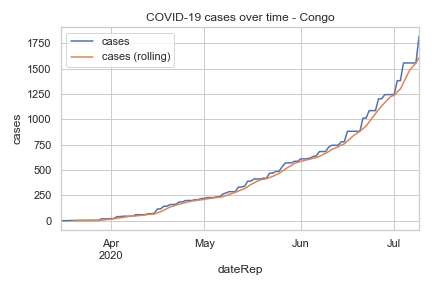 COVID-19 cases over time - Congo
cases
cases (rolling)
1750
1500
1250
1000
750
500
250
0
cases
Apr
2020
May
Jun
Jul
dateRep